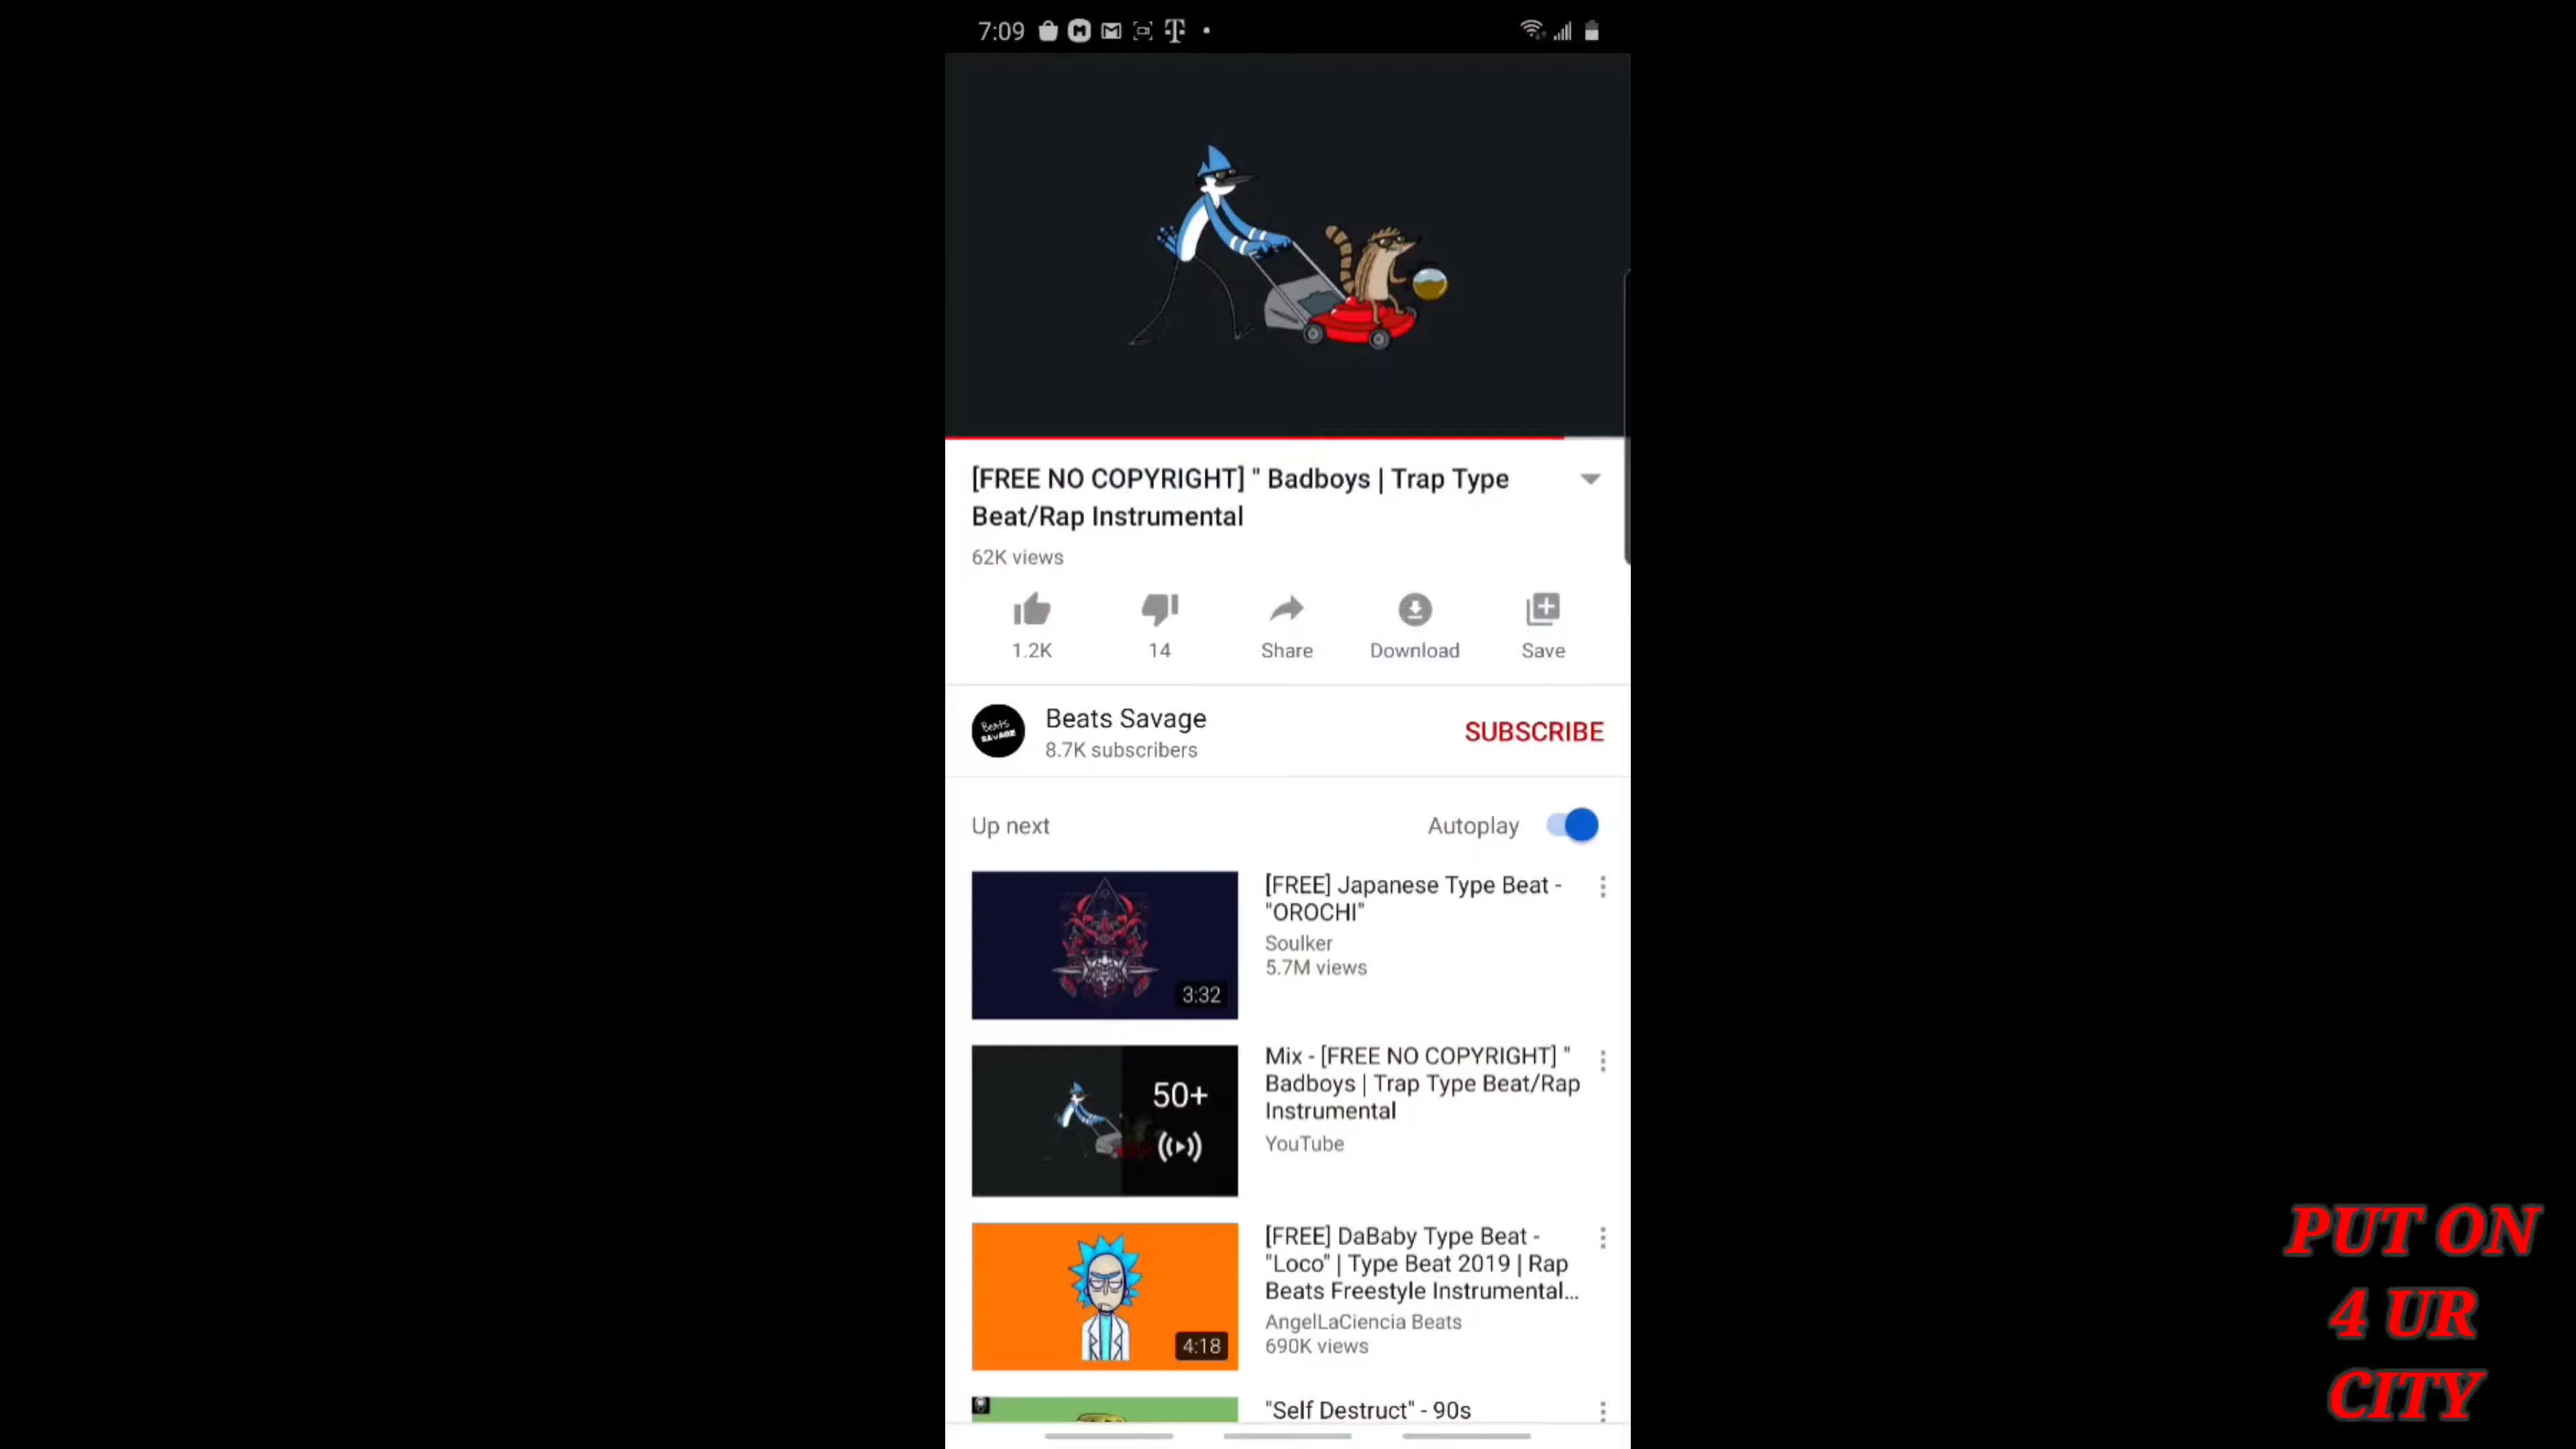 7:09
[FREE NO COPYRIGHT] " Badboys | Trap Type
Beat/Rap Instrumental
62K views
1.2K
14
Share
Download
Save
Beats
SAVAGE
Beats Savage
8.7K subscribers
SUBSCRIBE
Up next
Autoplay
3:32
[FREE] Japanese Type Beat -
"OROCHI"
Soulker
5.7M views
50+
Mix - [FREE NO COPYRIGHT] "
Badboys | Trap Type Beat/Rap
Instrumental
YouTube
4:18
[FREE] DaBaby Type Beat -
"Loco" | Type Beat 2019 | Rap
Beats Freestyle Instrumental...
AngelLaCiencia Beats
690K views
"Self Destruct" - 90s
PUT ON
4 UR
CITY